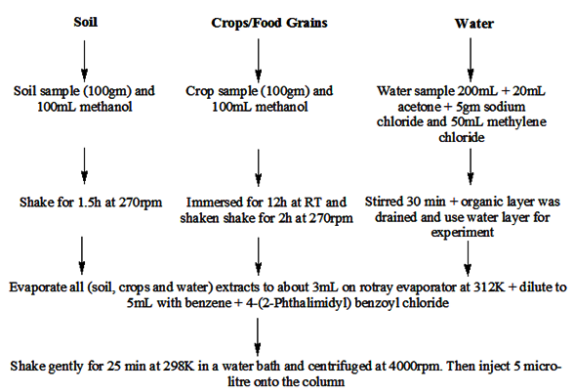 Soil
Crops/Food Grains
Water
Soil sample (100gm) and
100mL methanol
Crop sample (100gm) and
100mL methanol
Water sample 200mL + 20mL
acetone + 5gm sodium
chloride and 50mL methylene
chloride
Shake for 1.5h at 270rpm
Immersed for 12h at RT and
shaken shake for 2h at 270rpm
Stirred 30 min + organic layer was
drained and use water layer for
experiment
Evaporate all (soil, crops and water) extracts to about 3mL on rotray evaporator at 312K + dilute to
5mL with benzene + 4-(2-Phthalimidyl) benzoyl chloride
Shake gently for 25 min at 298K in a water bath and centrifuged at 4000rpm. Then inject 5 micro-
litre onto the column